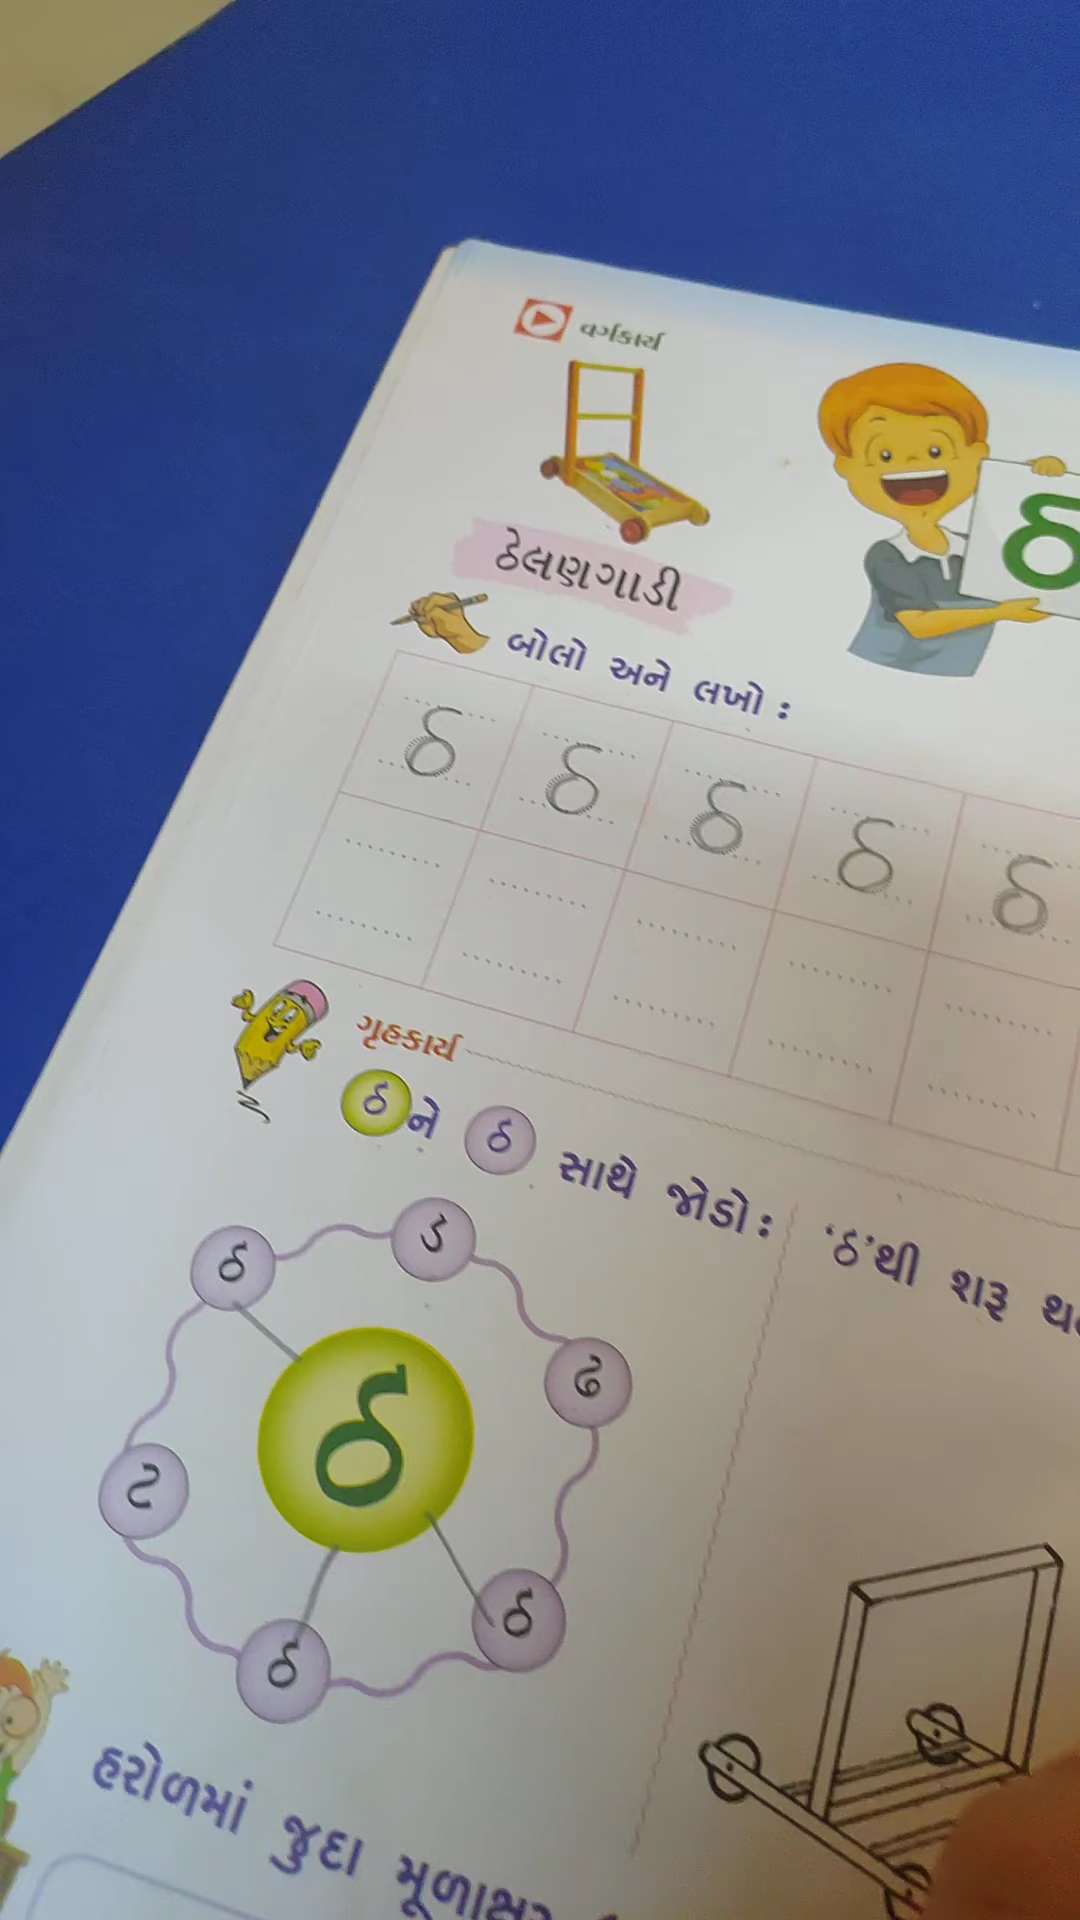 વર્ગકાર્ય
ઠ
ઠેલણગાડી
બોલો અને લખો :
ઠ ઠ ઠ ઠ ઠ
ગૃહકાર્ય
ઠ ને ઠ સાથે જોડો :
'ઠ'થી શરૂ
ઠ ડ ઢ ઠ ઠ ટ
ઠ
હરોળમાં જુદા